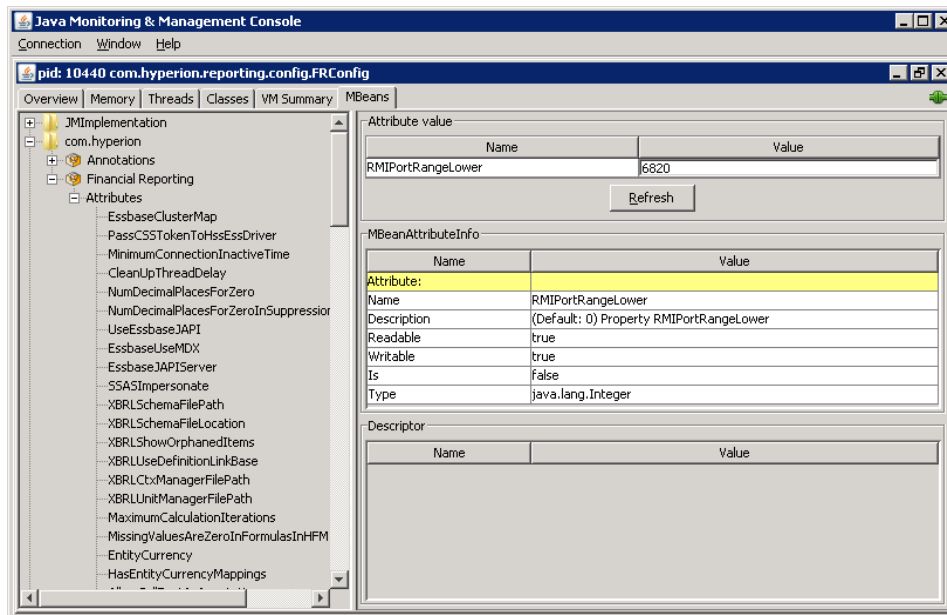 Java Monitoring & Management Console
Connection Window Help
pid: 10440 com.hyperion.reporting.config.FRConfig
Overview Memory Threads Classes VM Summary MBeans
JMImplementation
com.hyperion
Annotations
Financial Reporting
Attributes
EssbaseClusterMap
PassCSSTokenToHssEssDriver
MinimumConnectionInactiveTime
CleanUpThreadDelay
NumDecimalPlacesForZero
NumDecimalPlacesForZeroInSuppression
UseEssbaseJAPI
EssbaseUseMDX
EssbaseJAPIServer
SSASImpersonate
XBRLSchemaFilePath
XBRLSchemaFileLocation
XBRLShowOrphanedItems
XBRLUseDefinitionLinkBase
XBRLCtxManagerFilePath
XBRLUnitManagerFilePath
MaximumCalculationIterations
MissingValuesAreZeroInFormulasInHFM
EntityCurrency
HasEntityCurrencyMappings
Attribute value
Name Value
RMIPortRangeLower 6820
Refresh
MBeanAttributeInfo
Name Value
Attribute:
Name RMIPortRangeLower
Description (Default: 0) Property RMIPortRangeLower
Readable true
Writable true
Is false
Type java.lang.Integer
Descriptor
Name Value